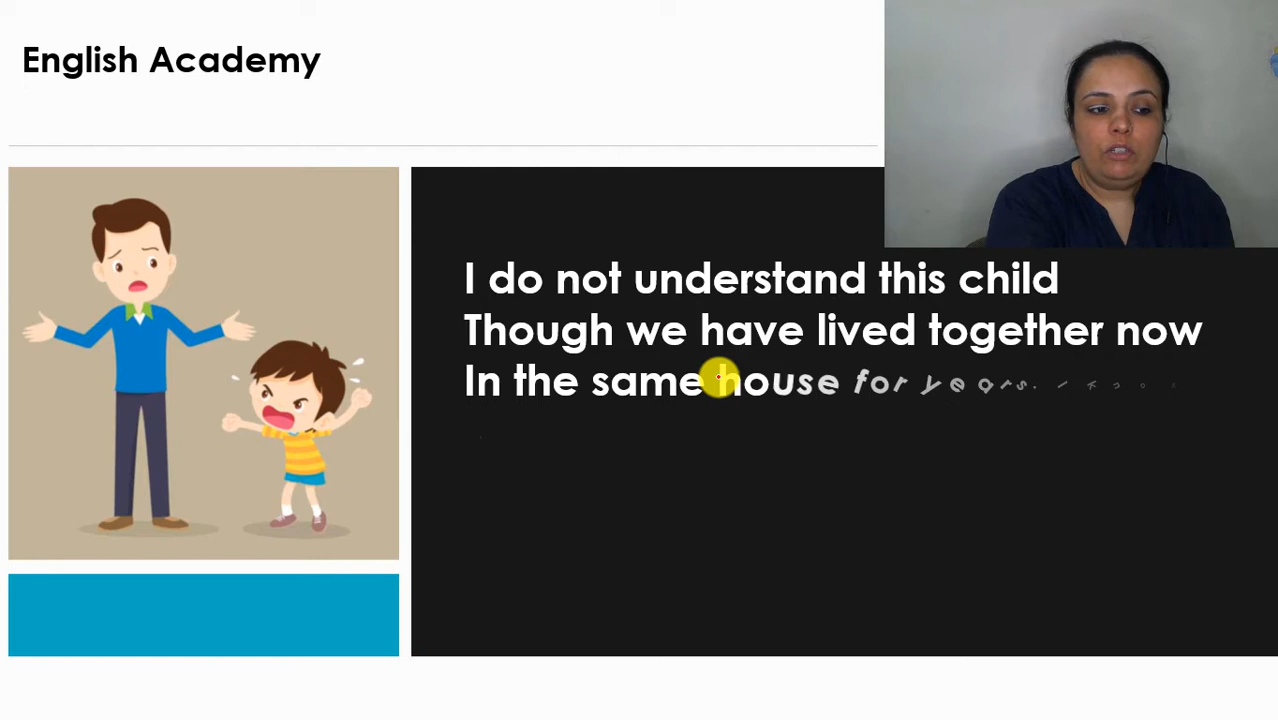 English Academy
I do not understand this child
Though we have lived together now
In the same house for years. I k